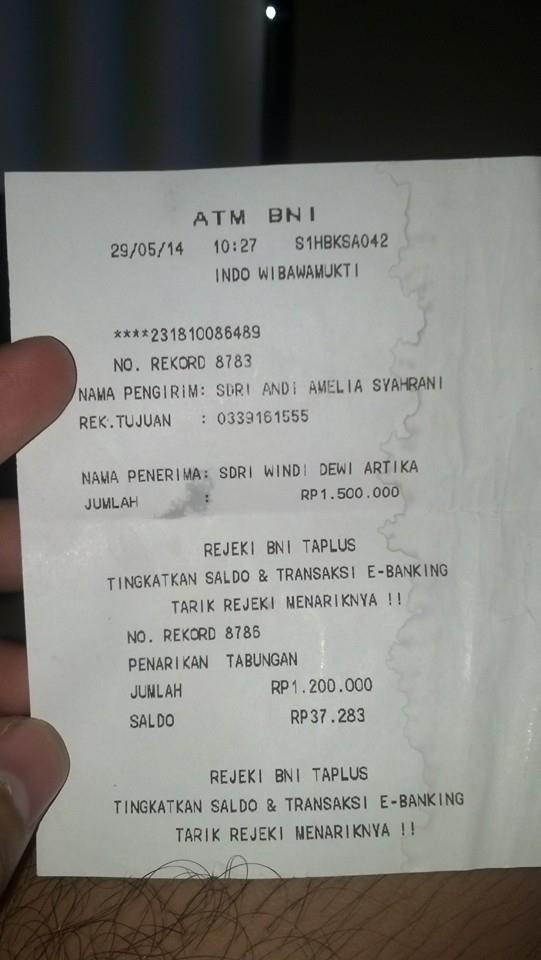 ATM BNI
29/05/14 10:27 S1HBKSA042
INDO WIBAWAMUKTI
****231810086489
NO. REKORD 8783
NAMA PENGIRIM: SDRI ANDI AMELIA SYAHRANI
REK.TUJUAN : 0339161555
NAMA PENERIMA: SDRI WINDI DEWI ARTIKA
JUMLAH : RP1.500.000
REJEKI BNI TAPLUS
TINGKATKAN SALDO & TRANSAKSI E-BANKING
TARIK REJEKI MENARIKNYA !!
NO. REKORD 8786
PENARIKAN TABUNGAN
JUMLAH RP1.200.000
SALDO RP37.283
REJEKI BNI TAPLUS
TINGKATKAN SALDO & TRANSAKSI E-BANKING
TARIK REJEKI MENARIKNYA !!